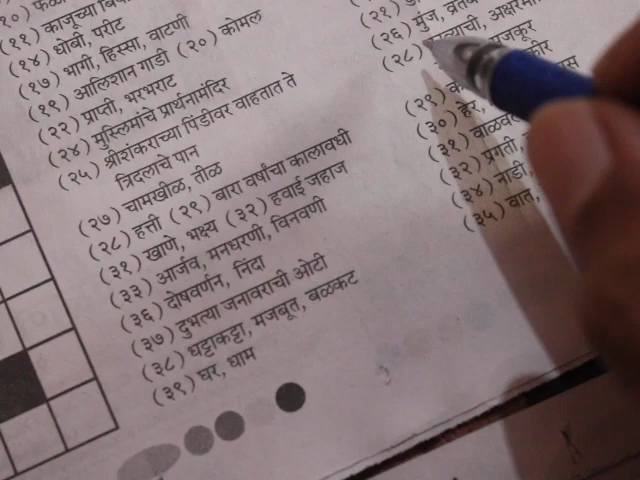 (११) काजूच्या
(१४) धोबी, परीट
(१७) भागी, हिस्सा, वाटणी
(१९) आलिशान गाडी (२०) कोमल
(२२) प्राप्ती, भरभराट
(२४) मुस्लिमांचे प्रार्थनामंदिर
(२५) श्रीशंकराच्या पिंडीवर वाहतात ते
त्रिदलाचे पान
(२७) चामखीळ, तीळ
(२८) हत्ती (२९) बारा वर्षांचा कालावधी
(३१) खाणे, भक्ष्य (३२) हवाई जहाज
(३३) आर्जव, मनधरणी, विनवणी
(३६) दोषवर्णन, निंदा
(३७) दुभत्या जनावराची ओटी
(३८) धट्टाकट्टा, मजबूत, बळकट
(३९) घर, धाम
(२१)
(२६) मुंज,
(२८)
(२९)
(३०) हेर,
(३१)
(३२) प्रगती,
(३४) गाडी,
(३५) वात,